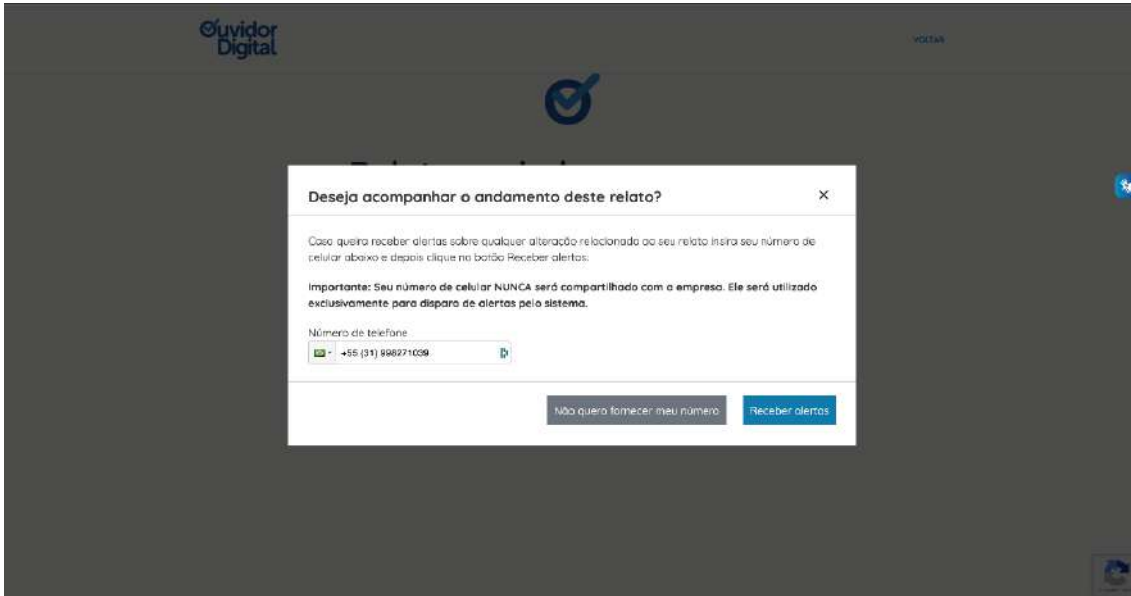 Ouvidor
Digital
VOLTAR
Deseja acompanhar o andamento deste relato?
Caso queira receber alertas sobre qualquer alteração relacionada ao seu relato insira seu número de
celular abaixo e depois clique no botão Receber alertas.
Importante: Seu número de celular NUNCA será compartilhado com a empresa. Ele será utilizado
exclusivamente para disparo de alertas pelo sistema.
Número de telefone
+55 (31) 998271039
Não quero fornecer meu número
Receber alertas